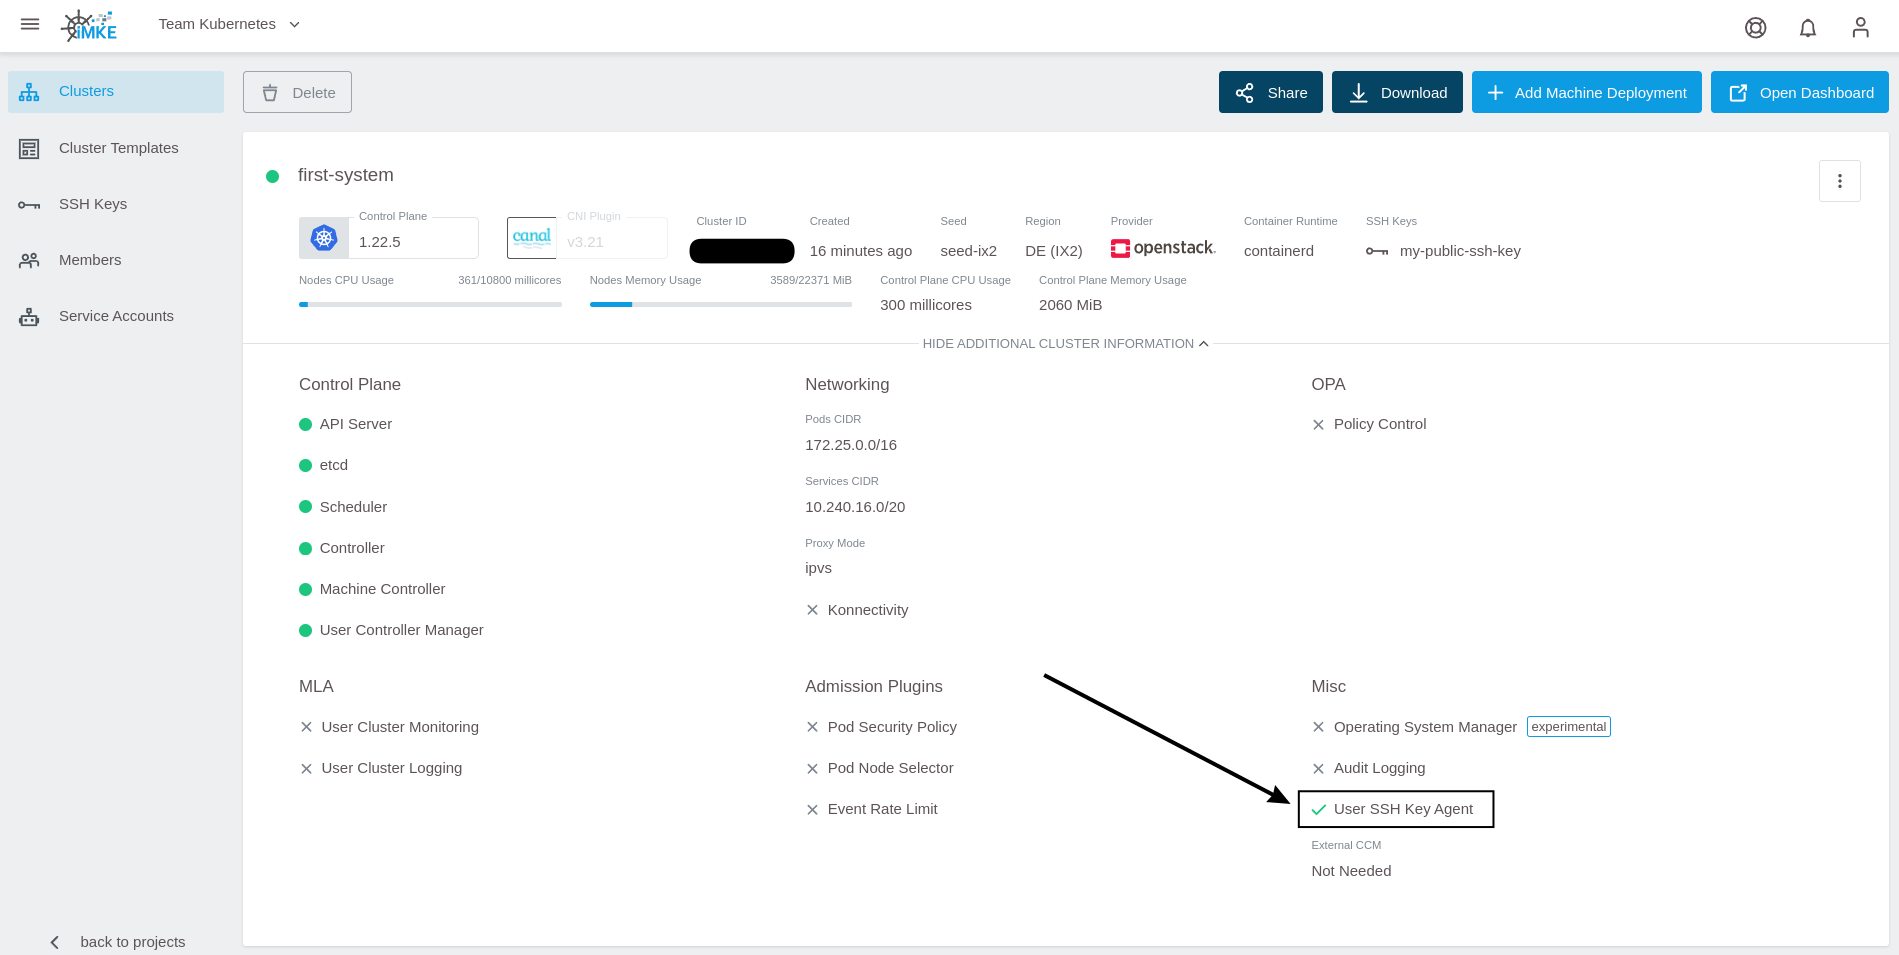 iMKE
Team Kubernetes
Clusters
Cluster Templates
SSH Keys
Members
Service Accounts
back to projects
Delete
Share
Download
Add Machine Deployment
Open Dashboard
first-system
Control Plane
1.22.5
canal
CNI Plugin
v3.21
Cluster ID
Created
16 minutes ago
Seed
seed-ix2
Region
DE (IX2)
Provider
openstack.
Container Runtime
containerd
SSH Keys
my-public-ssh-key
Nodes CPU Usage
361/10800 millicores
Nodes Memory Usage
3589/22371 MiB
Control Plane CPU Usage
300 millicores
Control Plane Memory Usage
2060 MiB
HIDE ADDITIONAL CLUSTER INFORMATION
Control Plane
API Server
etcd
Scheduler
Controller
Machine Controller
User Controller Manager
Networking
Pods CIDR
172.25.0.0/16
Services CIDR
10.240.16.0/20
Proxy Mode
ipvs
Konnectivity
OPA
Policy Control
MLA
User Cluster Monitoring
User Cluster Logging
Admission Plugins
Pod Security Policy
Pod Node Selector
Event Rate Limit
Misc
Operating System Manager experimental
Audit Logging
User SSH Key Agent
External CCM
Not Needed